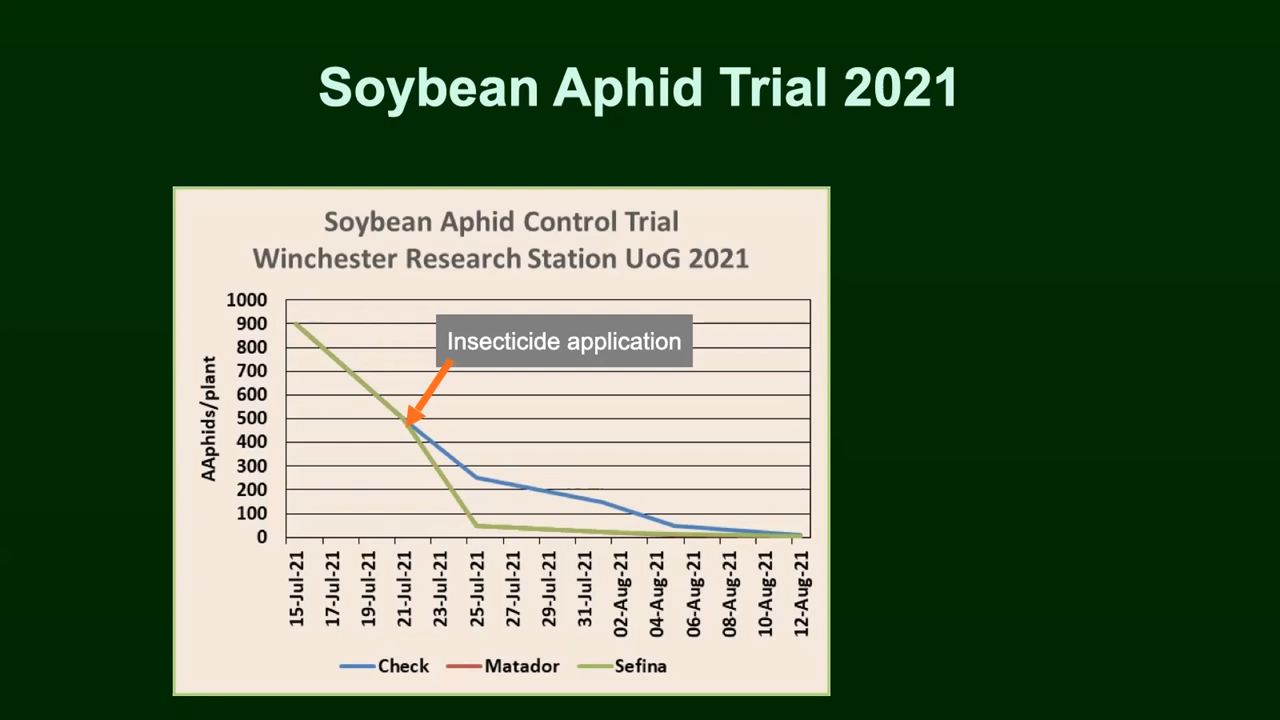 Soybean Aphid Trial 2021
Soybean Aphid Control Trial
Winchester Research Station UoG 2021
AAphids/plant
1000
900
800
700
600
500
400
300
200
100
0
Insecticide application
15-Jul-21
17-Jul-21
19-Jul-21
21-Jul-21
23-Jul-21
25-Jul-21
27-Jul-21
29-Jul-21
31-Jul-21
02-Aug-21
04-Aug-21
06-Aug-21
08-Aug-21
10-Aug-21
12-Aug-21
Check Matador Sefina